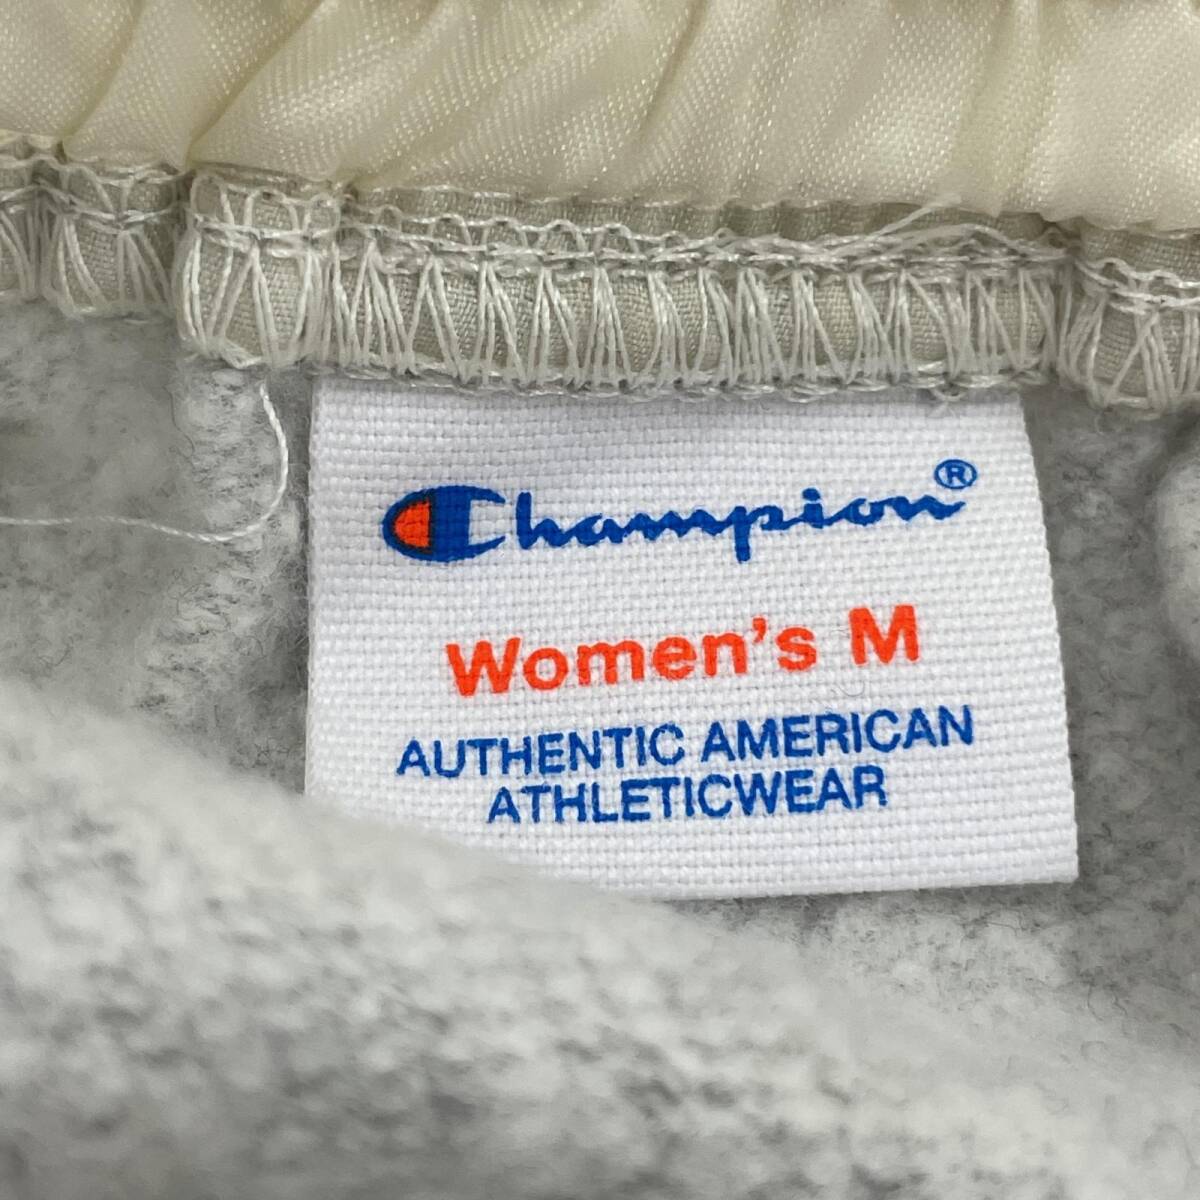 Champion®
Women's M
AUTHENTIC AMERICAN
ATHLETICWEAR